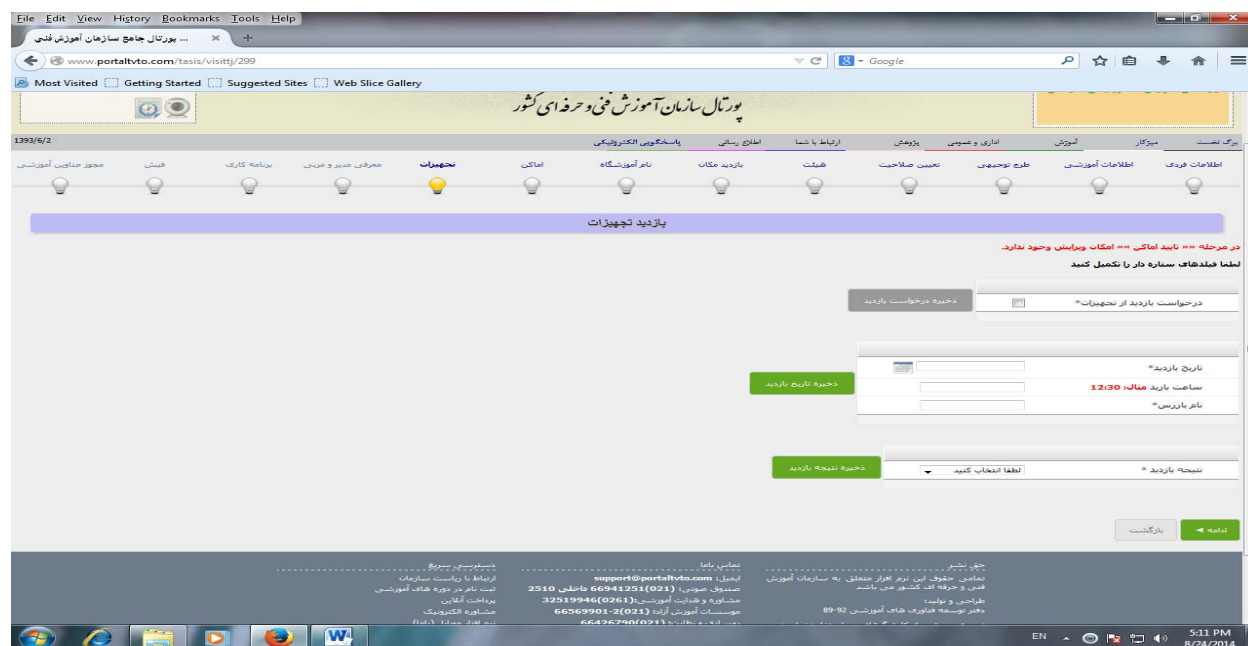 File Edit View History Bookmarks Tools Help
... پورتال جامع سازمان آموزش فنی × +
www.portaltvto.com/tasis/visittj/299
Google
Most Visited Getting Started Suggested Sites Web Slice Gallery
پورتال سازمان آموزش فنی و حرفه ای کشور
1393/6/2
برگ نخست میزکار آموزش اداری و عمومی پژوهش ارتباط با شما اطلاع رسانی پاسخگویی الکترونیکی
اطلاعات فردی اطلاعات آموزشی طرح توجیهی تعیین صلاحیت هیئت بازدید مکان نام آموزشگاه اماکن تجهیزات معرفی مدیر و مربی برنامه کاری فیش مجوز عناوین آموزشی
بازدید تجهیزات
در مرحله «« تایید اماکن »» امکان ویرایش وجود ندارد.
لطفا فیلدهای ستاره دار را تکمیل کنید
درخواست بازدید از تجهیزات*
ذخیره درخواست بازدید
تاریخ بازدید*
ساعت بازید مثال: 12:30
نام بازرس*
ذخیره تاریخ بازدید
نتیجه بازدید *
لطفا انتخاب کنید
ذخیره نتیجه بازدید
ادامه ◄ بازگشت
حق نشر
تمامی حقوق این نرم افزار متعلق به سازمان آموزش
فنی و حرفه ای کشور می باشد
طراحی و تولید:
دفتر توسعه فناوری های آموزشی 92-89
تماس باما
ایمیل: support@portaltvto.com
صندوق صوتی: 66941251(021) داخلی 2510
مشاوره و هدایت آموزشی:32519946(0261)
موسسات آموزش آزاد: 2-66569901(021)
66426790(021)
دسترسی سریع
ارتباط با ریاست سازمان
ثبت نام در دوره های آموزشی
پرداخت آنلاین
مشاوره الکترونیک
EN
5:11 PM
8/24/2014